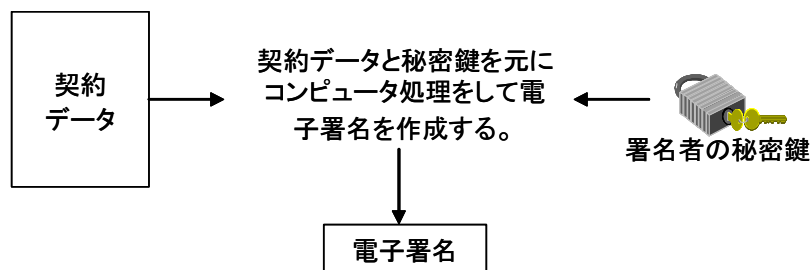 契約
データ
契約データと秘密鍵を元に
コンピュータ処理をして電
子署名を作成する。
署名者の秘密鍵
電子署名